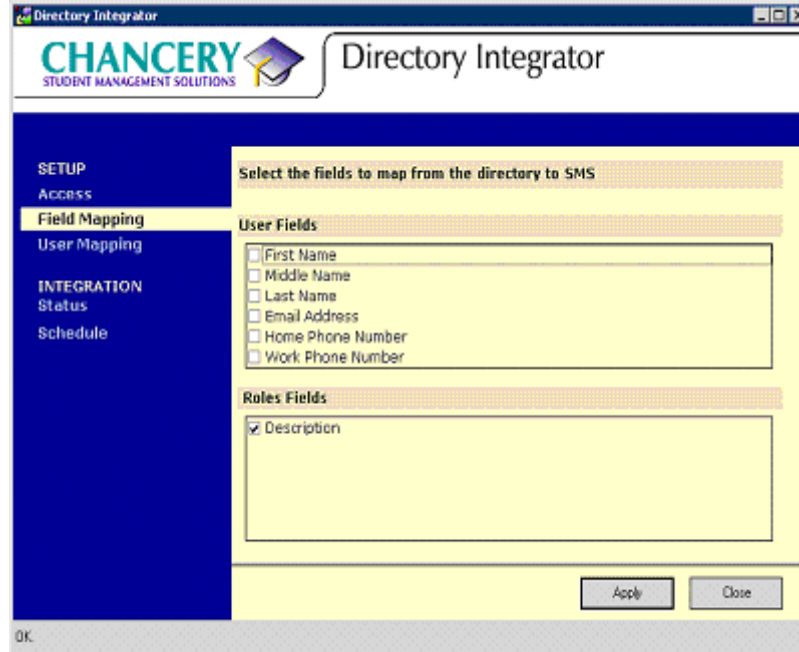 Directory Integrator
CHANCERY
STUDENT MANAGEMENT SOLUTIONS
Directory Integrator
SETUP
Access
Field Mapping
User Mapping
INTEGRATION
Status
Schedule
Select the fields to map from the directory to SMS
User Fields
First Name
Middle Name
Last Name
Email Address
Home Phone Number
Work Phone Number
Roles Fields
Description
Apply
Close
OK